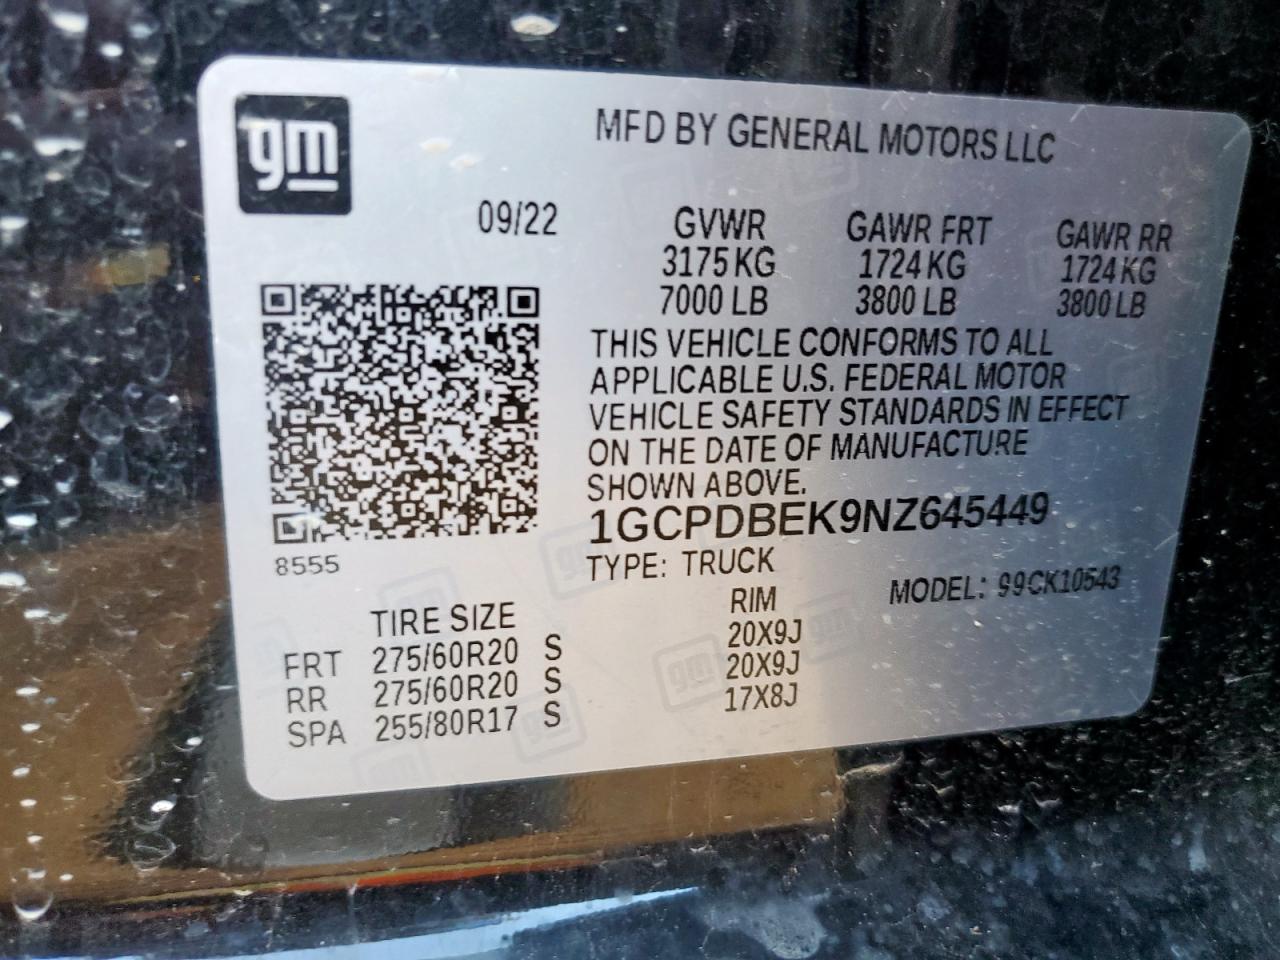 gm
MFD BY GENERAL MOTORS LLC
09/22
GVWR GAWR FRT GAWR RR
3175 KG 1724 KG 1724 KG
7000 LB 3800 LB 3800 LB
THIS VEHICLE CONFORMS TO ALL
APPLICABLE U.S. FEDERAL MOTOR
VEHICLE SAFETY STANDARDS IN EFFECT
ON THE DATE OF MANUFACTURE
SHOWN ABOVE.
1GCPDBEK9NZ645449
8555
TYPE: TRUCK
MODEL: 99CK10543
TIRE SIZE RIM
FRT 275/60R20 S 20X9J
RR 275/60R20 S 20X9J
SPA 255/80R17 S 17X8J